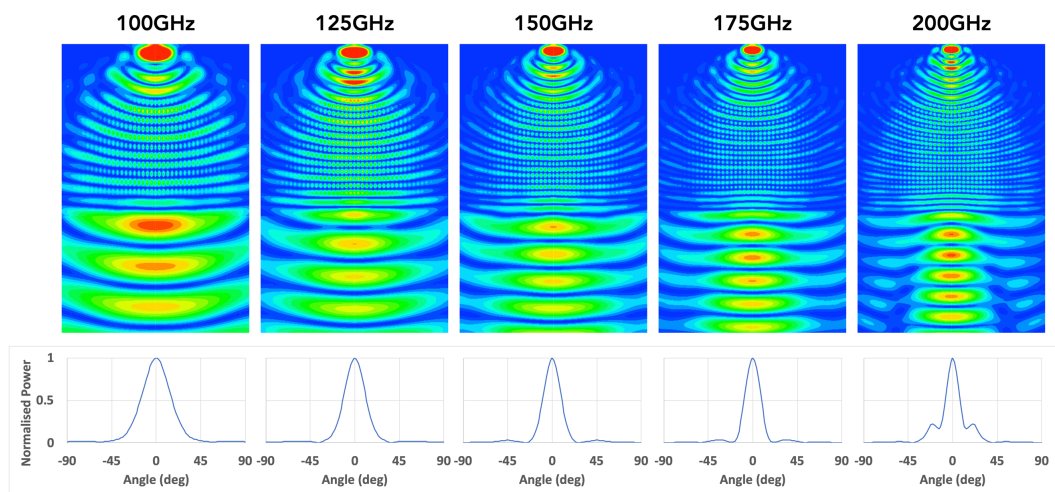 100GHz 125GHz 150GHz 175GHz 200GHz
Normalised Power
1
0.5
0
-90 -45 0 45 90 -90 -45 0 45 90 -90 -45 0 45 90 -90 -45 0 45 90 -90 -45 0 45 90
Angle (deg) Angle (deg) Angle (deg) Angle (deg) Angle (deg)